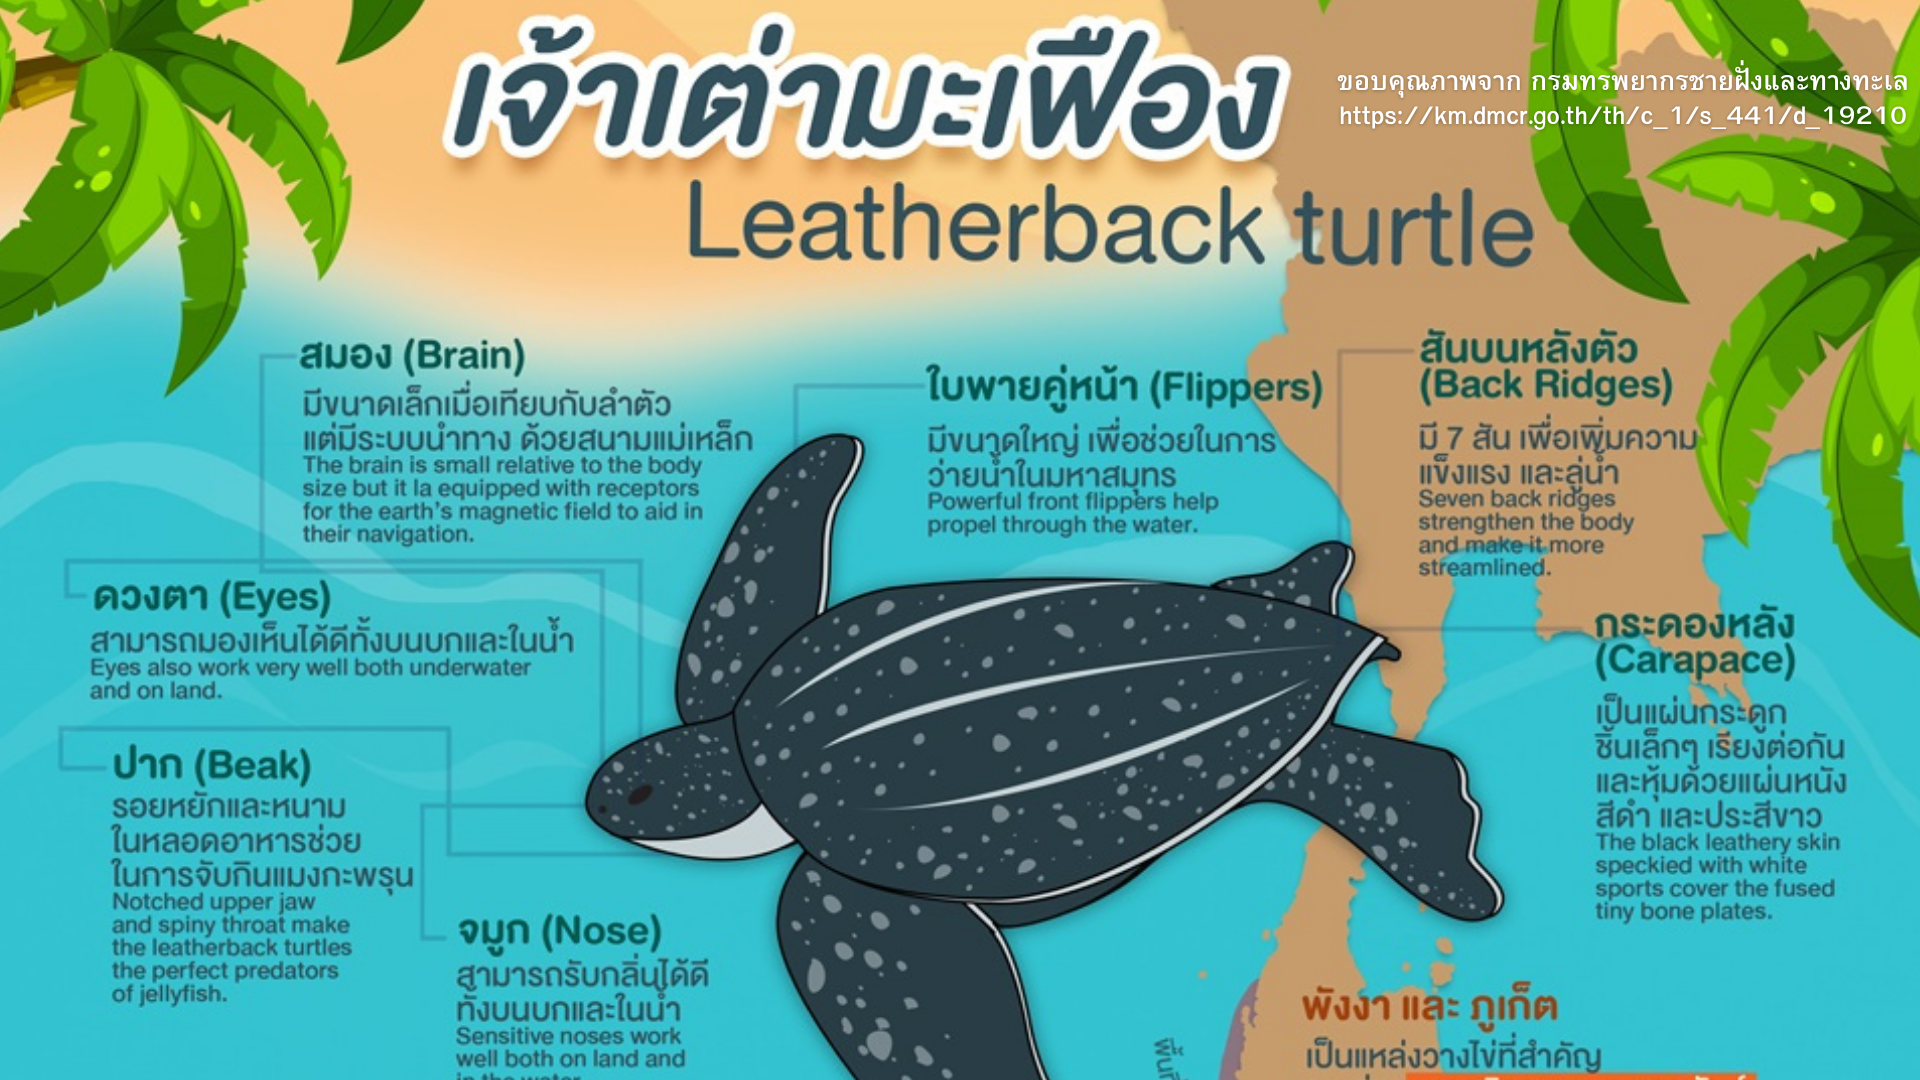 เจ้าเต่ามะเฟือง
Leatherback turtle
ขอบคุณภาพจาก กรมทรพยากรชายฝั่งและทางทะเล
https://km.dmcr.go.th/th/c_1/s_441/d_19210
สมอง (Brain)
มีขนาดเล็กเมื่อเทียบกับลำตัว
แต่มีระบบนำทาง ด้วยสนามแม่เหล็ก
The brain is small relative to the body
size but it la equipped with receptors
for the earth's magnetic field to aid in
their navigation.
ใบพายคู่หน้า (Flippers)
มีขนาดใหญ่ เพื่อช่วยในการ
ว่ายน้ำในมหาสมุทร
Powerful front flippers help
propel through the water.
สันบนหลังตัว
(Back Ridges)
มี 7 สัน เพื่อเพิ่มความ
แข็งแรง และลู่น้ำ
Seven back ridges
strengthen the body
and make it more
streamlined.
ดวงตา (Eyes)
สามารถมองเห็นได้ดีทั้งบนบกและในน้ำ
Eyes also work very well both underwater
and on land.
กระดองหลัง
(Carapace)
เป็นแผ่นกระดูก
ชิ้นเล็กๆ เรียงต่อกัน
และหุ้มด้วยแผ่นหนัง
สีดำ และประสีขาว
The black leathery skin
speckied with white
sports cover the fused
tiny bone plates.
ปาก (Beak)
รอยหยักและหนาม
ในหลอดอาหารช่วย
ในการจับกินแมงกะพรุน
Notched upper jaw
and spiny throat make
the leatherback turtles
the perfect predators
of jellyfish.
จมูก (Nose)
สามารถรับกลิ่นได้ดี
ทั้งบนบกและในน้ำ
Sensitive noses work
well both on land and
in the water
พังงา และ ภูเก็ต
เป็นแหล่งวางไข่ที่สำคัญ